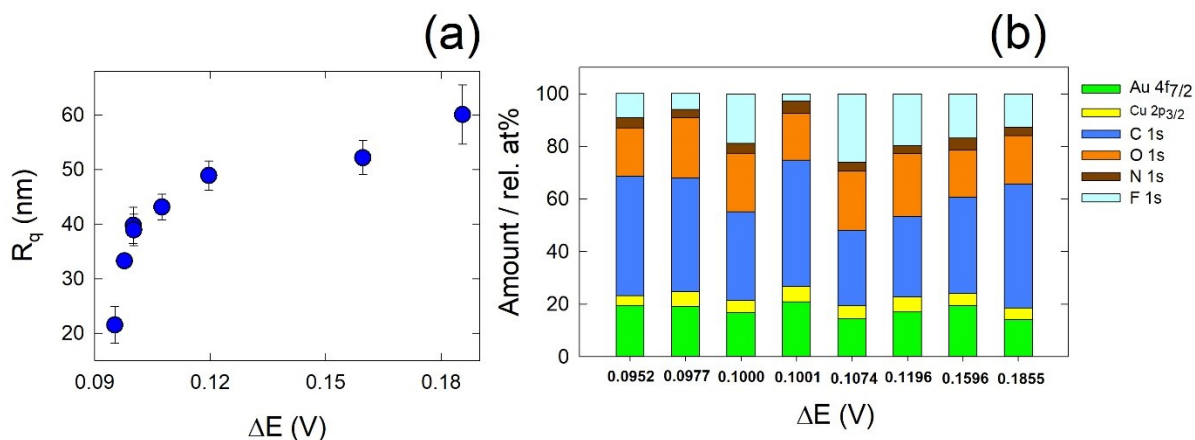 (a)
60
50
40
30
20
R_q (nm)
0.09 0.12 0.15 0.18
ΔE (V)
(b)
100
80
60
40
20
0
Amount / rel. at%
0.0952 0.0977 0.1000 0.1001 0.1074 0.1196 0.1596 0.1855
ΔE (V)
Au 4f7/2
Cu 2p3/2
C 1s
O 1s
N 1s
F 1s